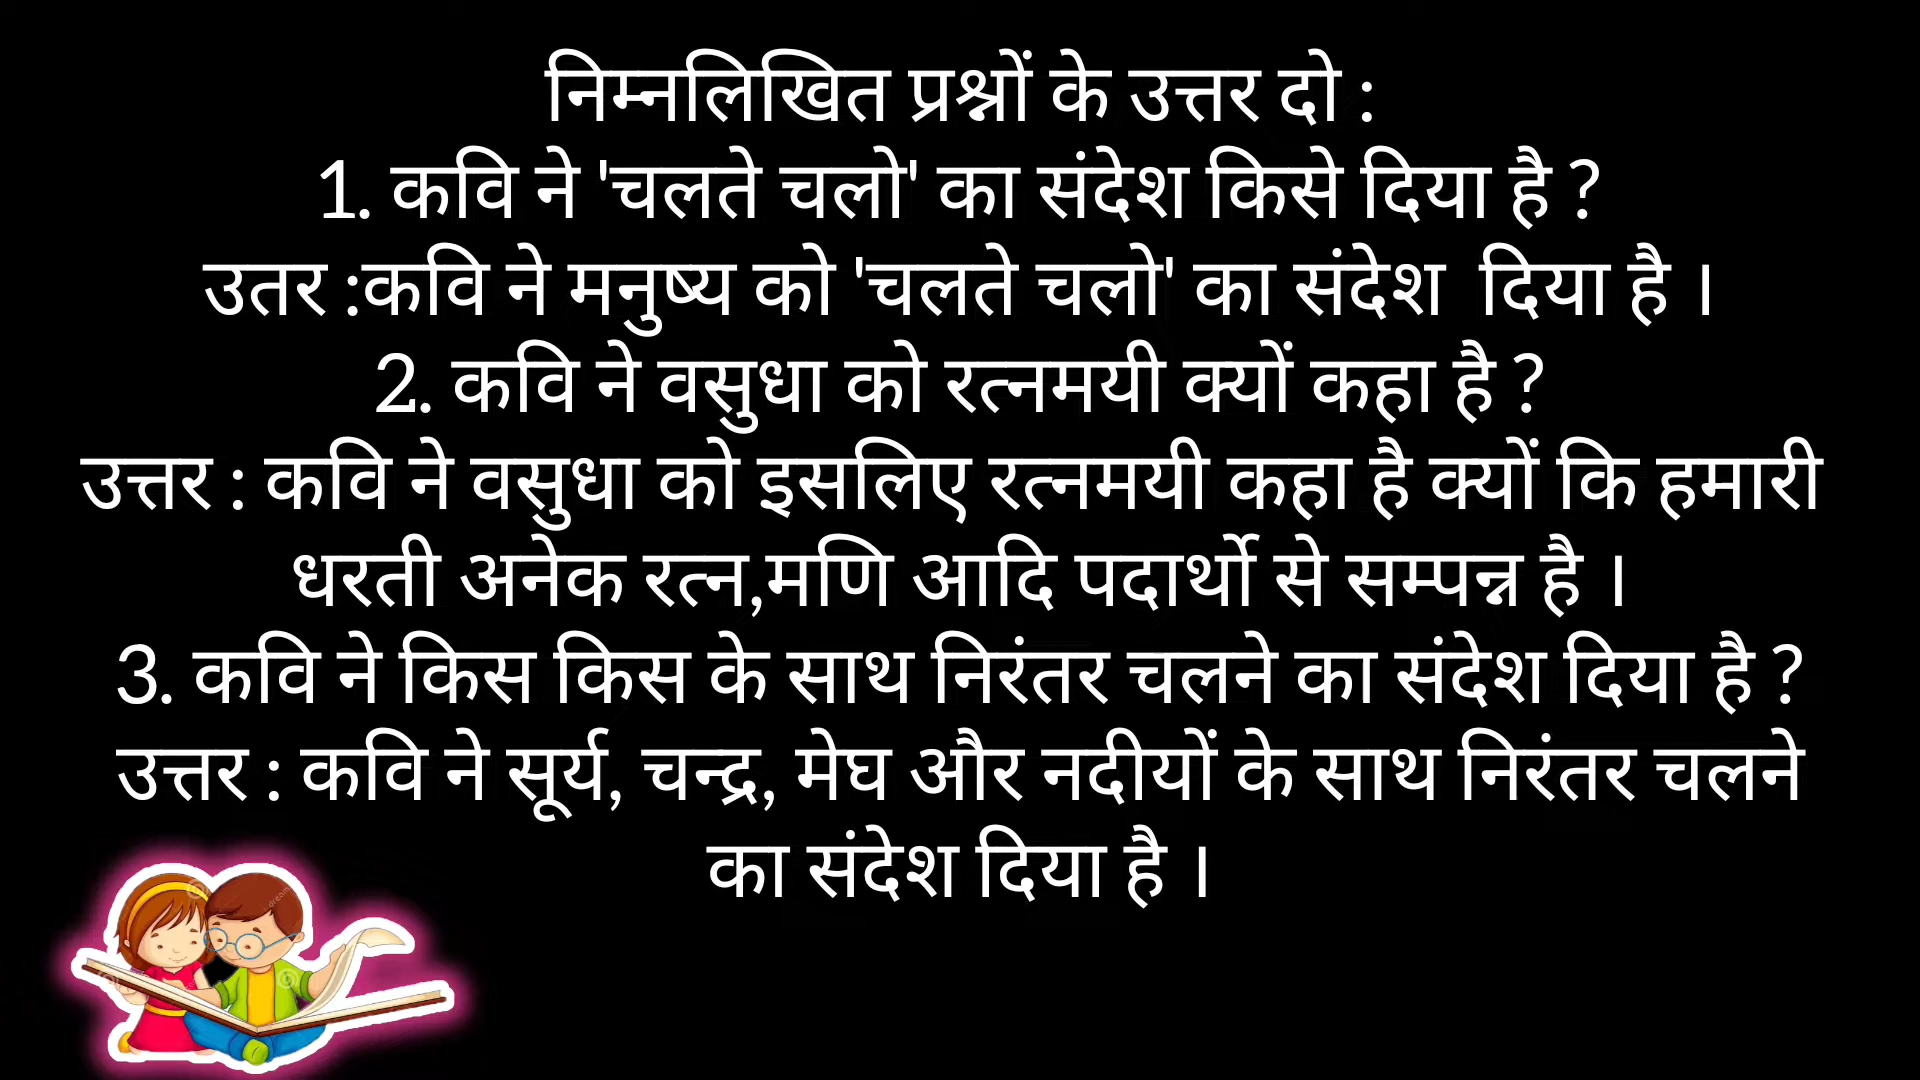 निम्नलिखित प्रश्नों के उत्तर दो :
1. कवि ने 'चलते चलो' का संदेश किसे दिया है ?
उतर :कवि ने मनुष्य को 'चलते चलो' का संदेश  दिया है ।
2. कवि ने वसुधा को रत्नमयी क्यों कहा है ?
उत्तर : कवि ने वसुधा को इसलिए रत्नमयी कहा है क्यों कि हमारी
धरती अनेक रत्न,मणि आदि पदार्थो से सम्पन्न है ।
3. कवि ने किस किस के साथ निरंतर चलने का संदेश दिया है ?
उत्तर : कवि ने सूर्य, चन्द्र, मेघ और नदीयों के साथ निरंतर चलने
का संदेश दिया है ।